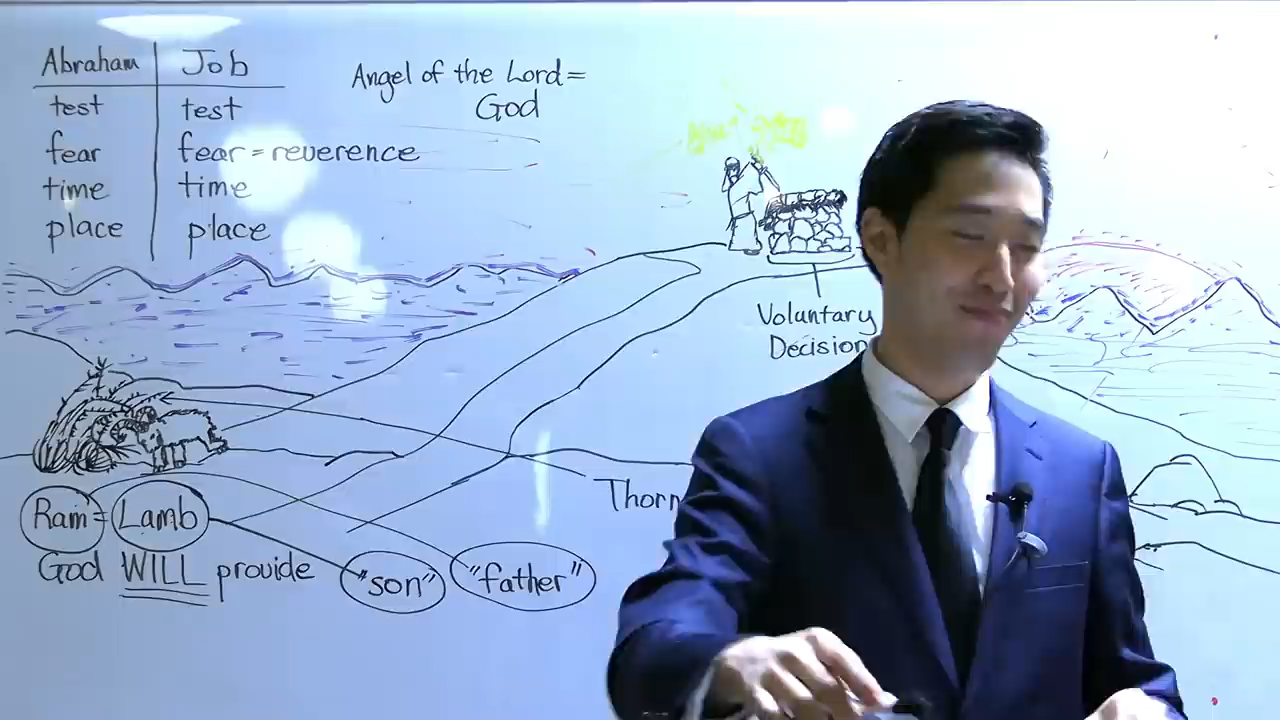 Abraham Job
test test
fear fear = reverence
time time
place place
Angel of the Lord =
God
Voluntary
Decision
Thorn
Ram = Lamb
God WILL provide
"son" "father"